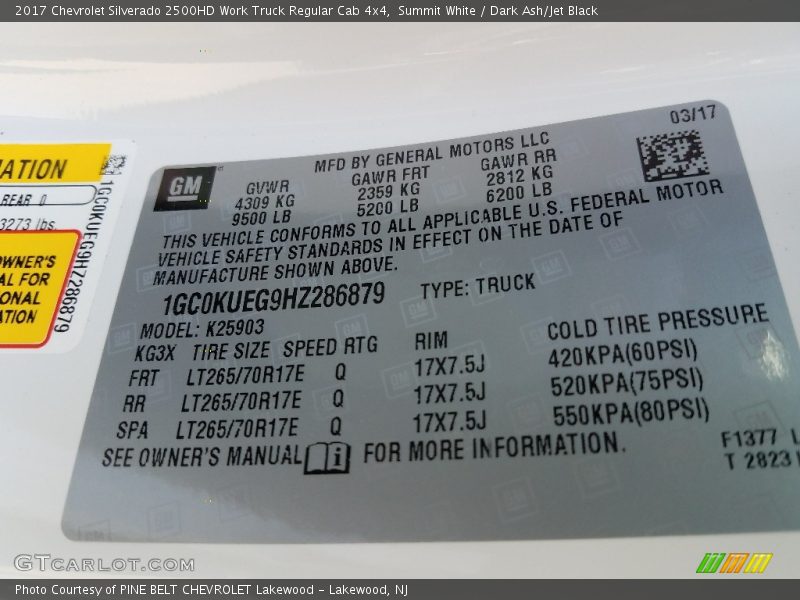 2017 Chevrolet Silverado 2500HD Work Truck Regular Cab 4x4, Summit White / Dark Ash/Jet Black
03/17
GM
MFD BY GENERAL MOTORS LLC
GVWR GAWR FRT GAWR RR
4309 KG 2359 KG 2812 KG
9500 LB 5200 LB 6200 LB
THIS VEHICLE CONFORMS TO ALL APPLICABLE U.S. FEDERAL MOTOR
VEHICLE SAFETY STANDARDS IN EFFECT ON THE DATE OF
MANUFACTURE SHOWN ABOVE.
1GC0KUEG9HZ286879 TYPE: TRUCK
MODEL: K25903
KG3X TIRE SIZE SPEED RTG RIM COLD TIRE PRESSURE
FRT LT265/70R17E Q 17X7.5J 420KPA(60PSI)
RR LT265/70R17E Q 17X7.5J 520KPA(75PSI)
SPA LT265/70R17E Q 17X7.5J 550KPA(80PSI)
SEE OWNER'S MANUAL i FOR MORE INFORMATION.
F1377 L
T 2823
ATION
REAR 0
3273 lbs.
OWNER'S
AL FOR
IONAL
ATION
1GC0KUEG9HZ286879
GTCARLOT.COM
Photo Courtesy of PINE BELT CHEVROLET Lakewood - Lakewood, NJ